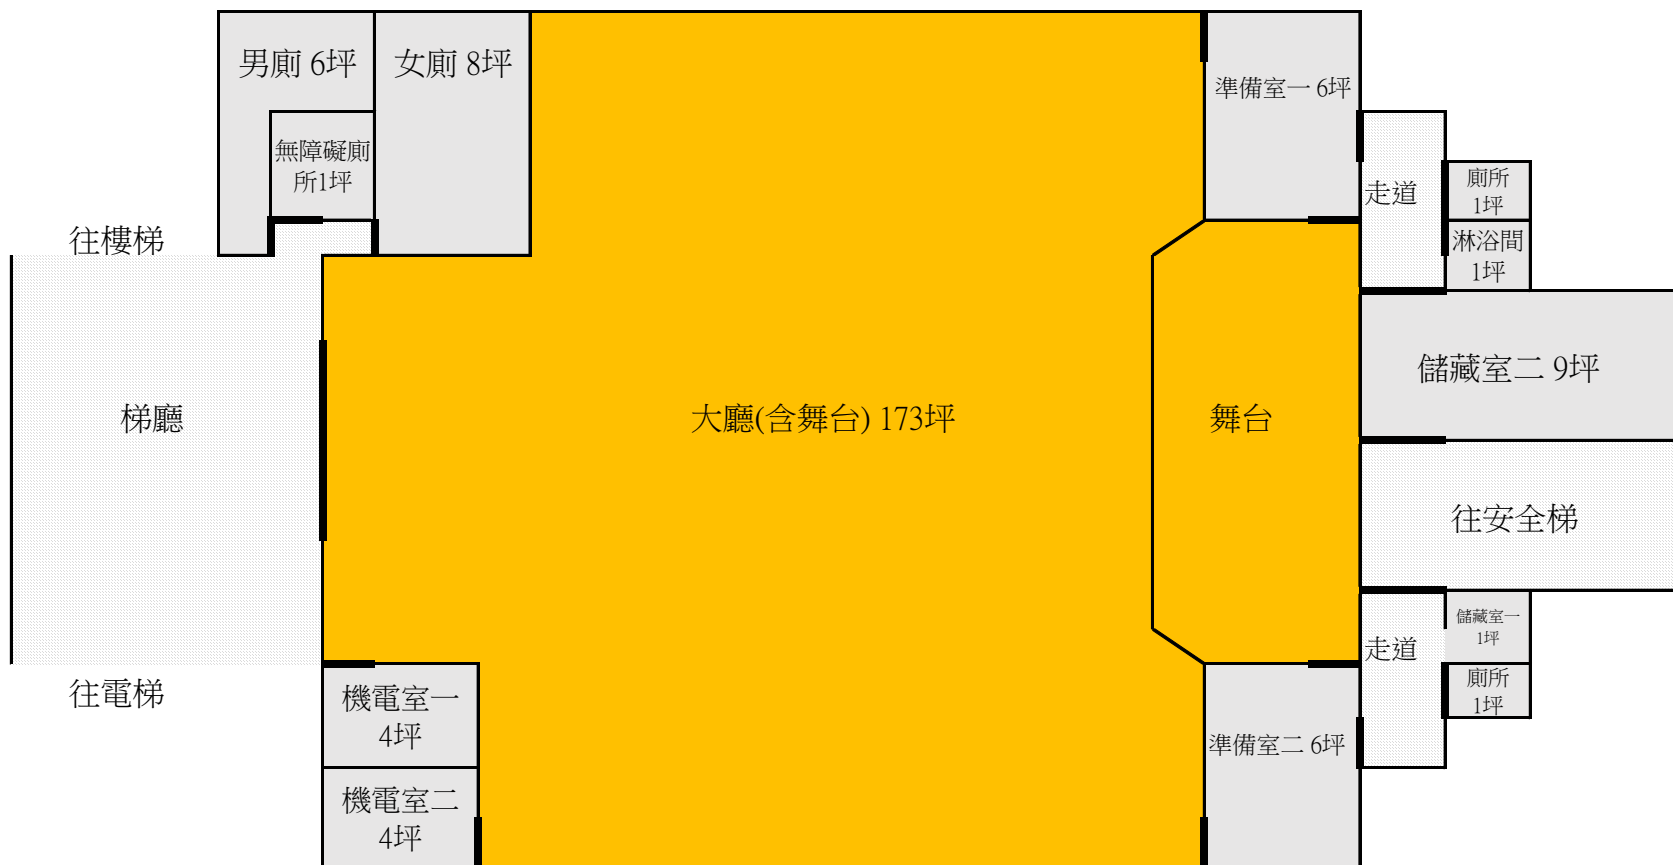 男廁 6坪
女廁 8坪
準備室一 6坪
無障礙廁
所1坪
走道
廁所
1坪
往樓梯
淋浴間
1坪
儲藏室二 9坪
梯廳
大廳(含舞台) 173坪
舞台
往安全梯
儲藏室一
1坪
走道
往電梯
廁所
1坪
機電室一
4坪
準備室二 6坪
機電室二
4坪